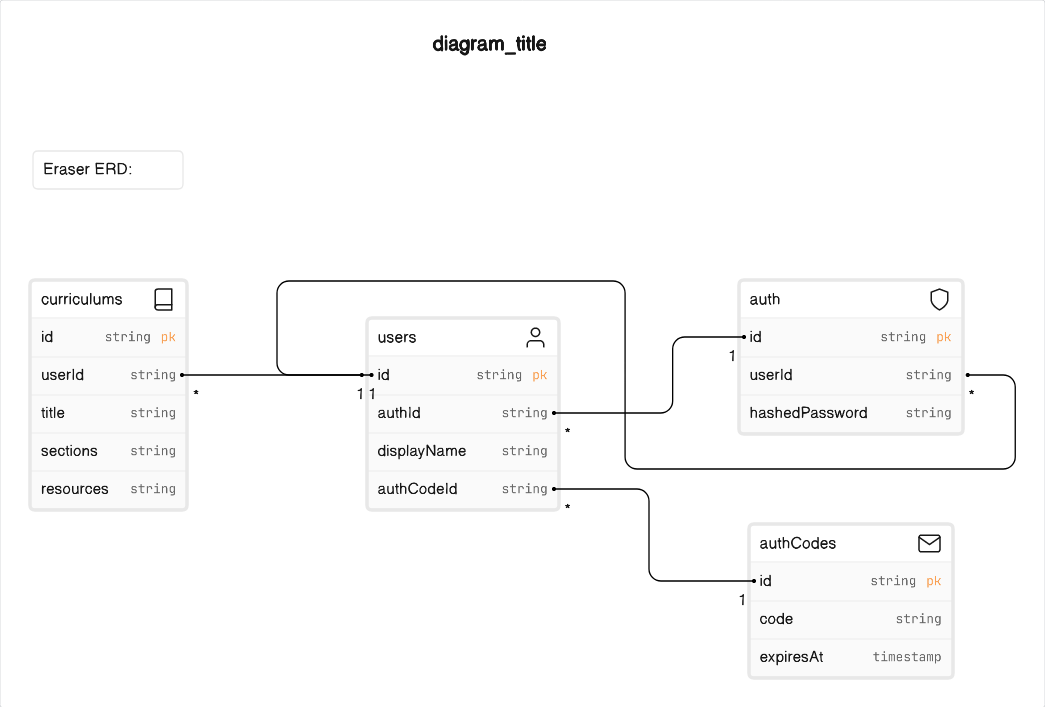 diagram_title
Eraser ERD:
curriculums
id string pk
userId string
*
title string
sections string
resources string
users
1 1
id string pk
authId string
*
displayName string
authCodeId string
*
auth
id string pk
1
userId string
*
hashedPassword string
authCodes
id string pk
1
code string
expiresAt timestamp